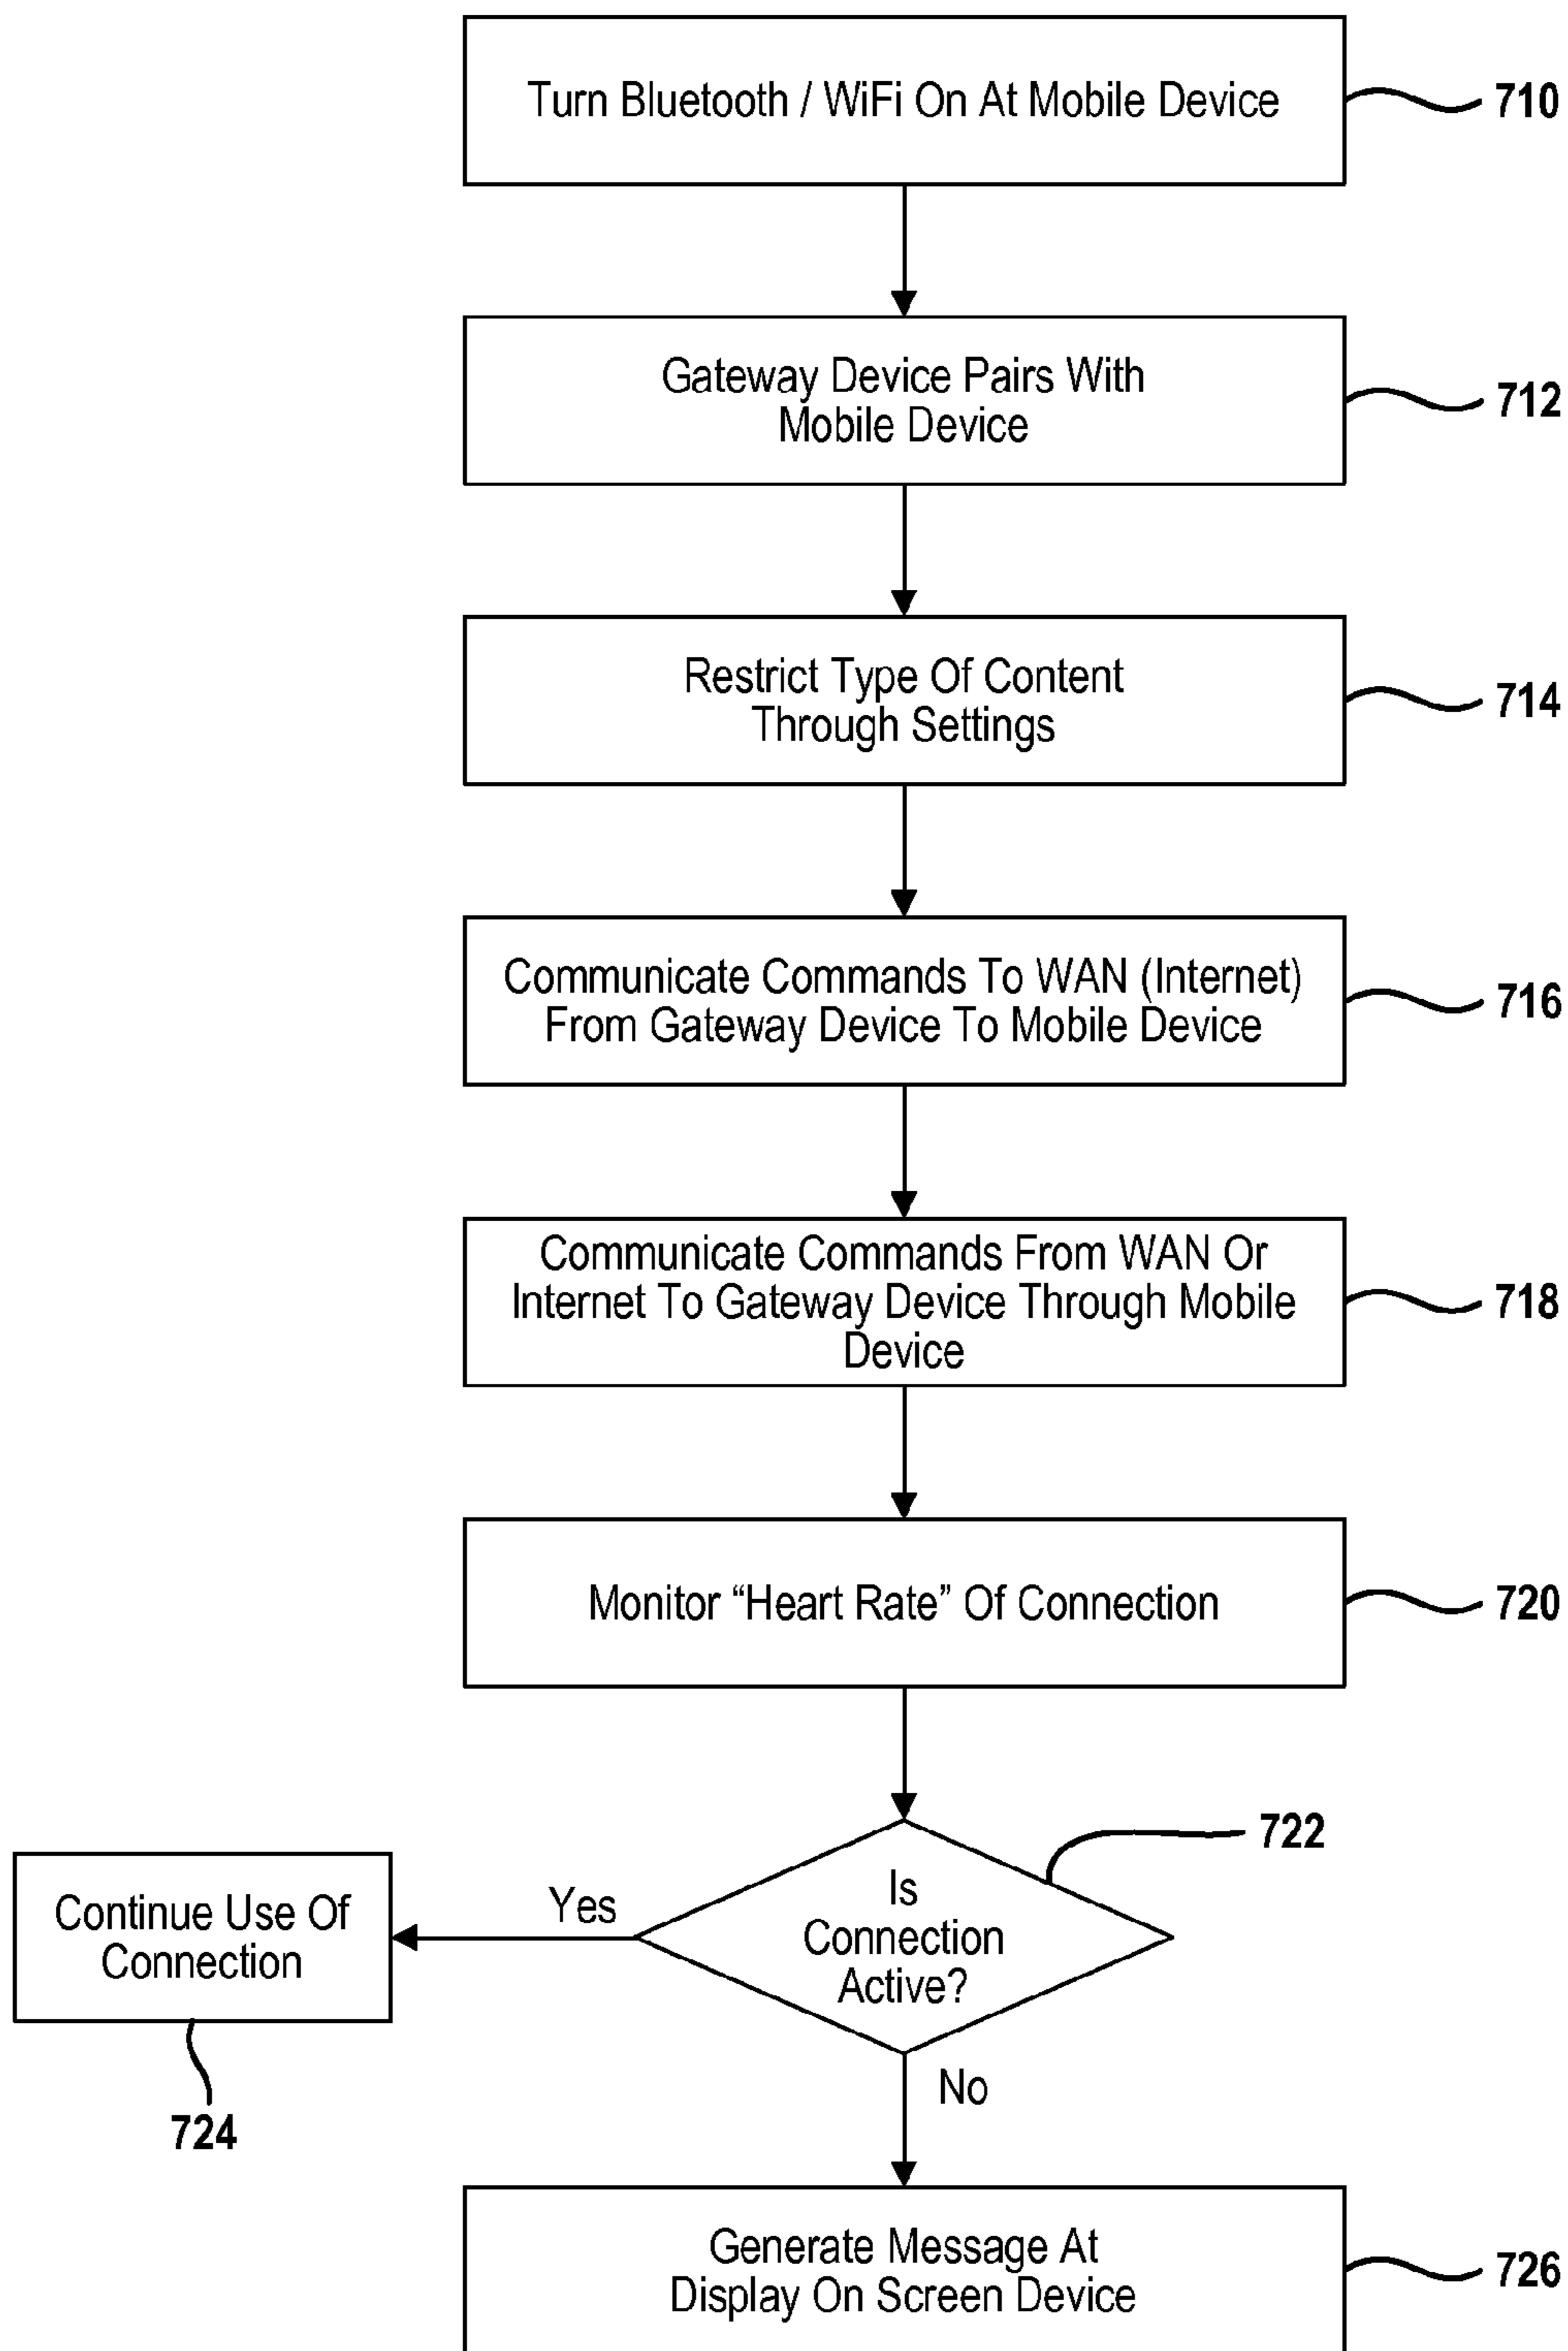 Turn Bluetooth / WiFi On At Mobile Device
710
Gateway Device Pairs With
Mobile Device
712
Restrict Type Of Content
Through Settings
714
Communicate Commands To WAN (Internet)
From Gateway Device To Mobile Device
716
Communicate Commands From WAN Or
Internet To Gateway Device Through Mobile
Device
718
Monitor “Heart Rate” Of Connection
720
722
Is
Connection
Active?
Yes
Continue Use Of
Connection
724
No
Generate Message At
Display On Screen Device
726